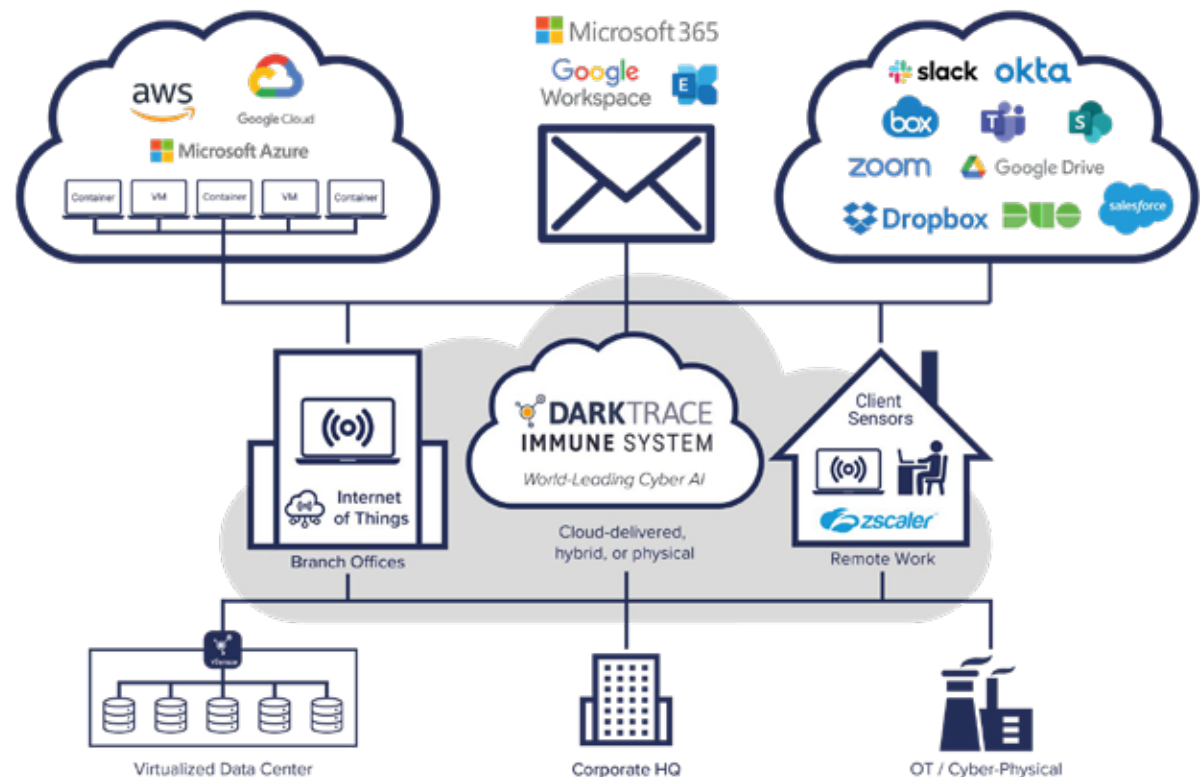 aws
Google Cloud
Microsoft Azure
Container
VM
Container
VM
Container
Microsoft 365
Google
Workspace
E
slack
okta
box
T
S
zoom
Google Drive
Dropbox
DUO
salesforce
Internet
of Things
Branch Offices
DARKTRACE
IMMUNE SYSTEM
World-Leading Cyber AI
Cloud-delivered,
hybrid, or physical
Client
Sensors
zscaler
Remote Work
vSensor
Virtualized Data Center
Corporate HQ
OT / Cyber-Physical